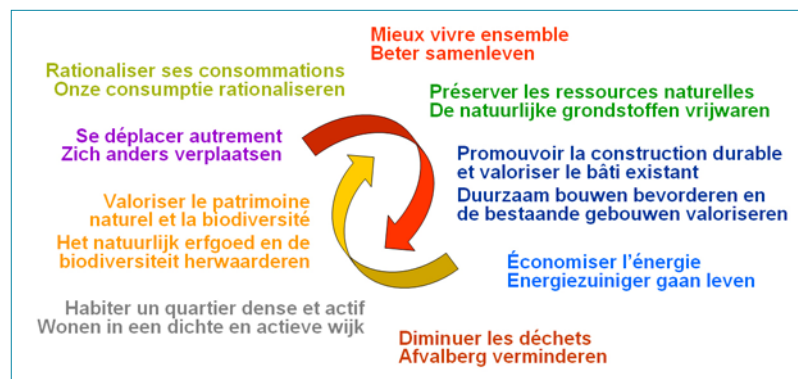 Mieux vivre ensemble
Beter samenleven
Rationaliser ses consommations
Onze consumptie rationaliseren
Préserver les ressources naturelles
De natuurlijke grondstoffen vrijwaren
Se déplacer autrement
Zich anders verplaatsen
Promouvoir la construction durable
et valoriser le bâti existant
Duurzaam bouwen bevorderen en
de bestaande gebouwen valoriseren
Valoriser le patrimoine
naturel et la biodiversité
Het natuurlijk erfgoed en de
biodiversiteit herwaarderen
Économiser l’énergie
Energiezuiniger gaan leven
Habiter un quartier dense et actif
Wonen in een dichte en actieve wijk
Diminuer les déchets
Afvalberg verminderen